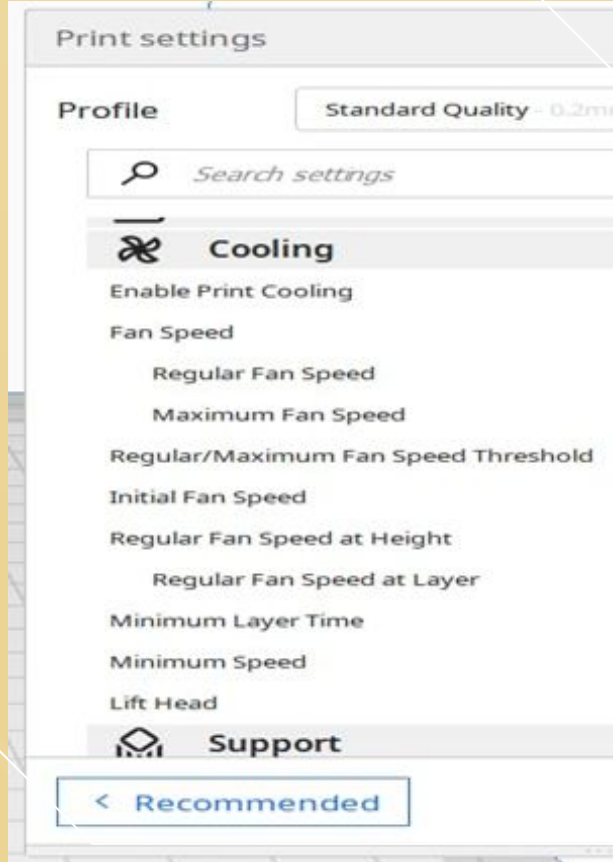 Print settings
Profile
Standard Quality - 0.2mm
Search settings
Cooling
Enable Print Cooling
Fan Speed
Regular Fan Speed
Maximum Fan Speed
Regular/Maximum Fan Speed Threshold
Initial Fan Speed
Regular Fan Speed at Height
Regular Fan Speed at Layer
Minimum Layer Time
Minimum Speed
Lift Head
Support
< Recommended